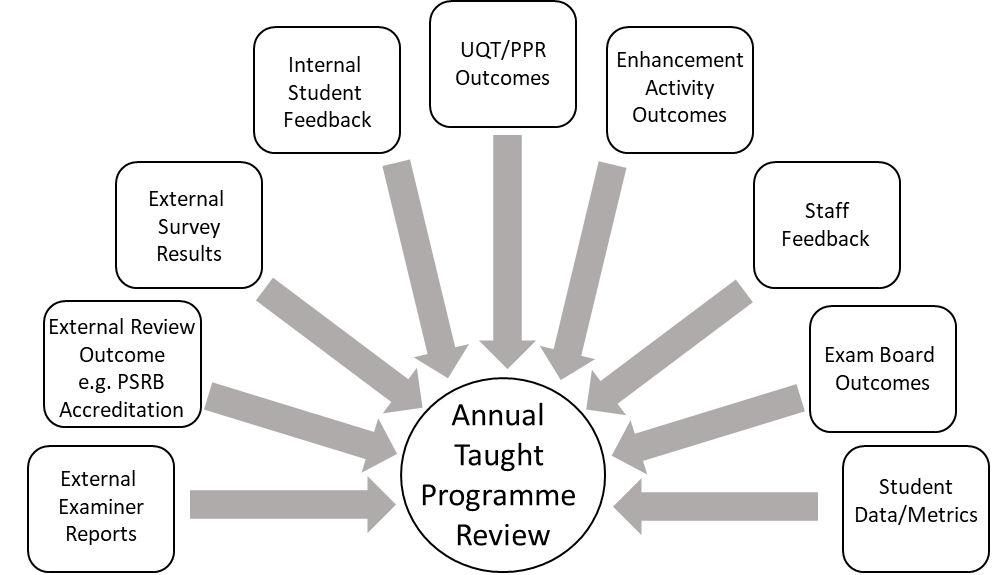 UQT/PPR
Outcomes
Internal
Student
Feedback
Enhancement
Activity
Outcomes
External
Survey
Results
Staff
Feedback
External Review
Outcome
e.g. PSRB
Accreditation
Exam Board
Outcomes
Annual
Taught
Programme
Review
External
Examiner
Reports
Student
Data/Metrics